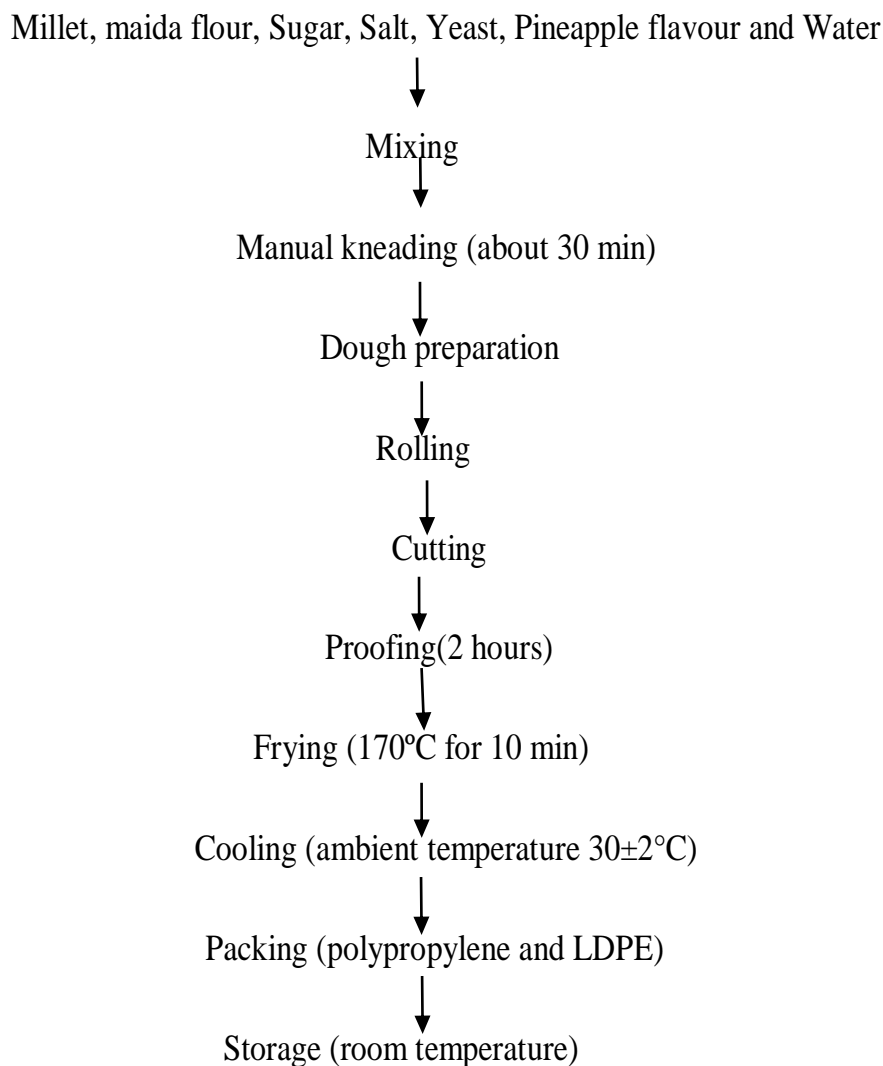 Millet, maida flour, Sugar, Salt, Yeast, Pineapple flavour and Water
Mixing
Manual kneading (about 30 min)
Dough preparation
Rolling
Cutting
Proofing(2 hours)
Frying (170ºC for 10 min)
Cooling (ambient temperature 30±2°C)
Packing (polypropylene and LDPE)
Storage (room temperature)